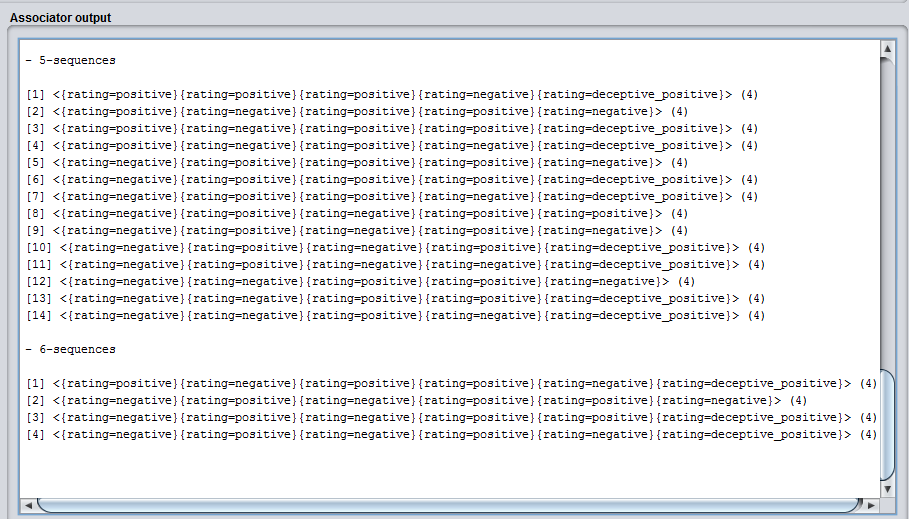 Associator output
- 5-sequences
[1] <{rating=positive}{rating=positive}{rating=positive}{rating=negative}{rating=deceptive_positive}> (4)
[2] <{rating=positive}{rating=negative}{rating=positive}{rating=positive}{rating=negative}> (4)
[3] <{rating=positive}{rating=negative}{rating=positive}{rating=positive}{rating=deceptive_positive}> (4)
[4] <{rating=positive}{rating=negative}{rating=positive}{rating=negative}{rating=deceptive_positive}> (4)
[5] <{rating=negative}{rating=positive}{rating=positive}{rating=positive}{rating=negative}> (4)
[6] <{rating=negative}{rating=positive}{rating=positive}{rating=positive}{rating=deceptive_positive}> (4)
[7] <{rating=negative}{rating=positive}{rating=positive}{rating=negative}{rating=deceptive_positive}> (4)
[8] <{rating=negative}{rating=positive}{rating=negative}{rating=positive}{rating=positive}> (4)
[9] <{rating=negative}{rating=positive}{rating=negative}{rating=positive}{rating=negative}> (4)
[10] <{rating=negative}{rating=positive}{rating=negative}{rating=positive}{rating=deceptive_positive}> (4)
[11] <{rating=negative}{rating=positive}{rating=negative}{rating=negative}{rating=deceptive_positive}> (4)
[12] <{rating=negative}{rating=negative}{rating=positive}{rating=positive}{rating=negative}> (4)
[13] <{rating=negative}{rating=negative}{rating=positive}{rating=positive}{rating=deceptive_positive}> (4)
[14] <{rating=negative}{rating=negative}{rating=positive}{rating=negative}{rating=deceptive_positive}> (4)
- 6-sequences
[1] <{rating=positive}{rating=negative}{rating=positive}{rating=positive}{rating=negative}{rating=deceptive_positive}> (4)
[2] <{rating=negative}{rating=positive}{rating=negative}{rating=positive}{rating=positive}{rating=negative}> (4)
[3] <{rating=negative}{rating=positive}{rating=negative}{rating=positive}{rating=positive}{rating=deceptive_positive}> (4)
[4] <{rating=negative}{rating=positive}{rating=negative}{rating=positive}{rating=negative}{rating=deceptive_positive}> (4)